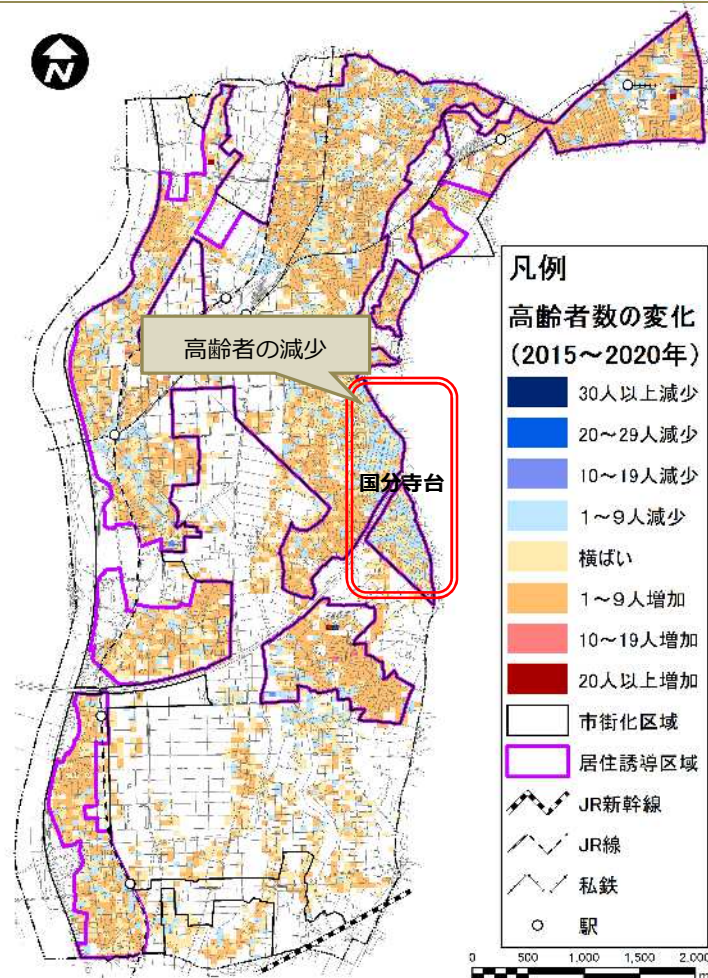 N
高齢者の減少
国分寺台
凡例
高齢者数の変化
(2015～2020年)
30人以上減少
20～29人減少
10～19人減少
1～9人減少
横ばい
1～9人増加
10～19人増加
20人以上増加
市街化区域
居住誘導区域
JR新幹線
JR線
私鉄
駅
0 500 1,000 1,500 2,000
m